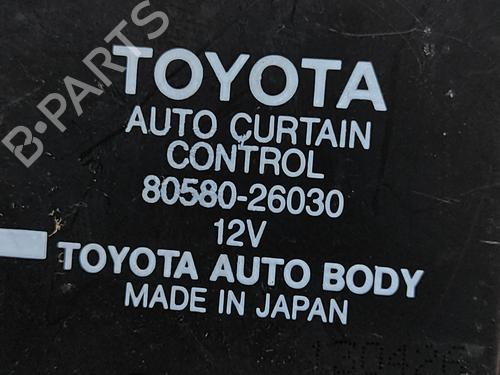 B-PARTS
TOYOTA
AUTO CURTAIN
CONTROL
80580-26030
12V
TOYOTA AUTO BODY
MADE IN JAPAN